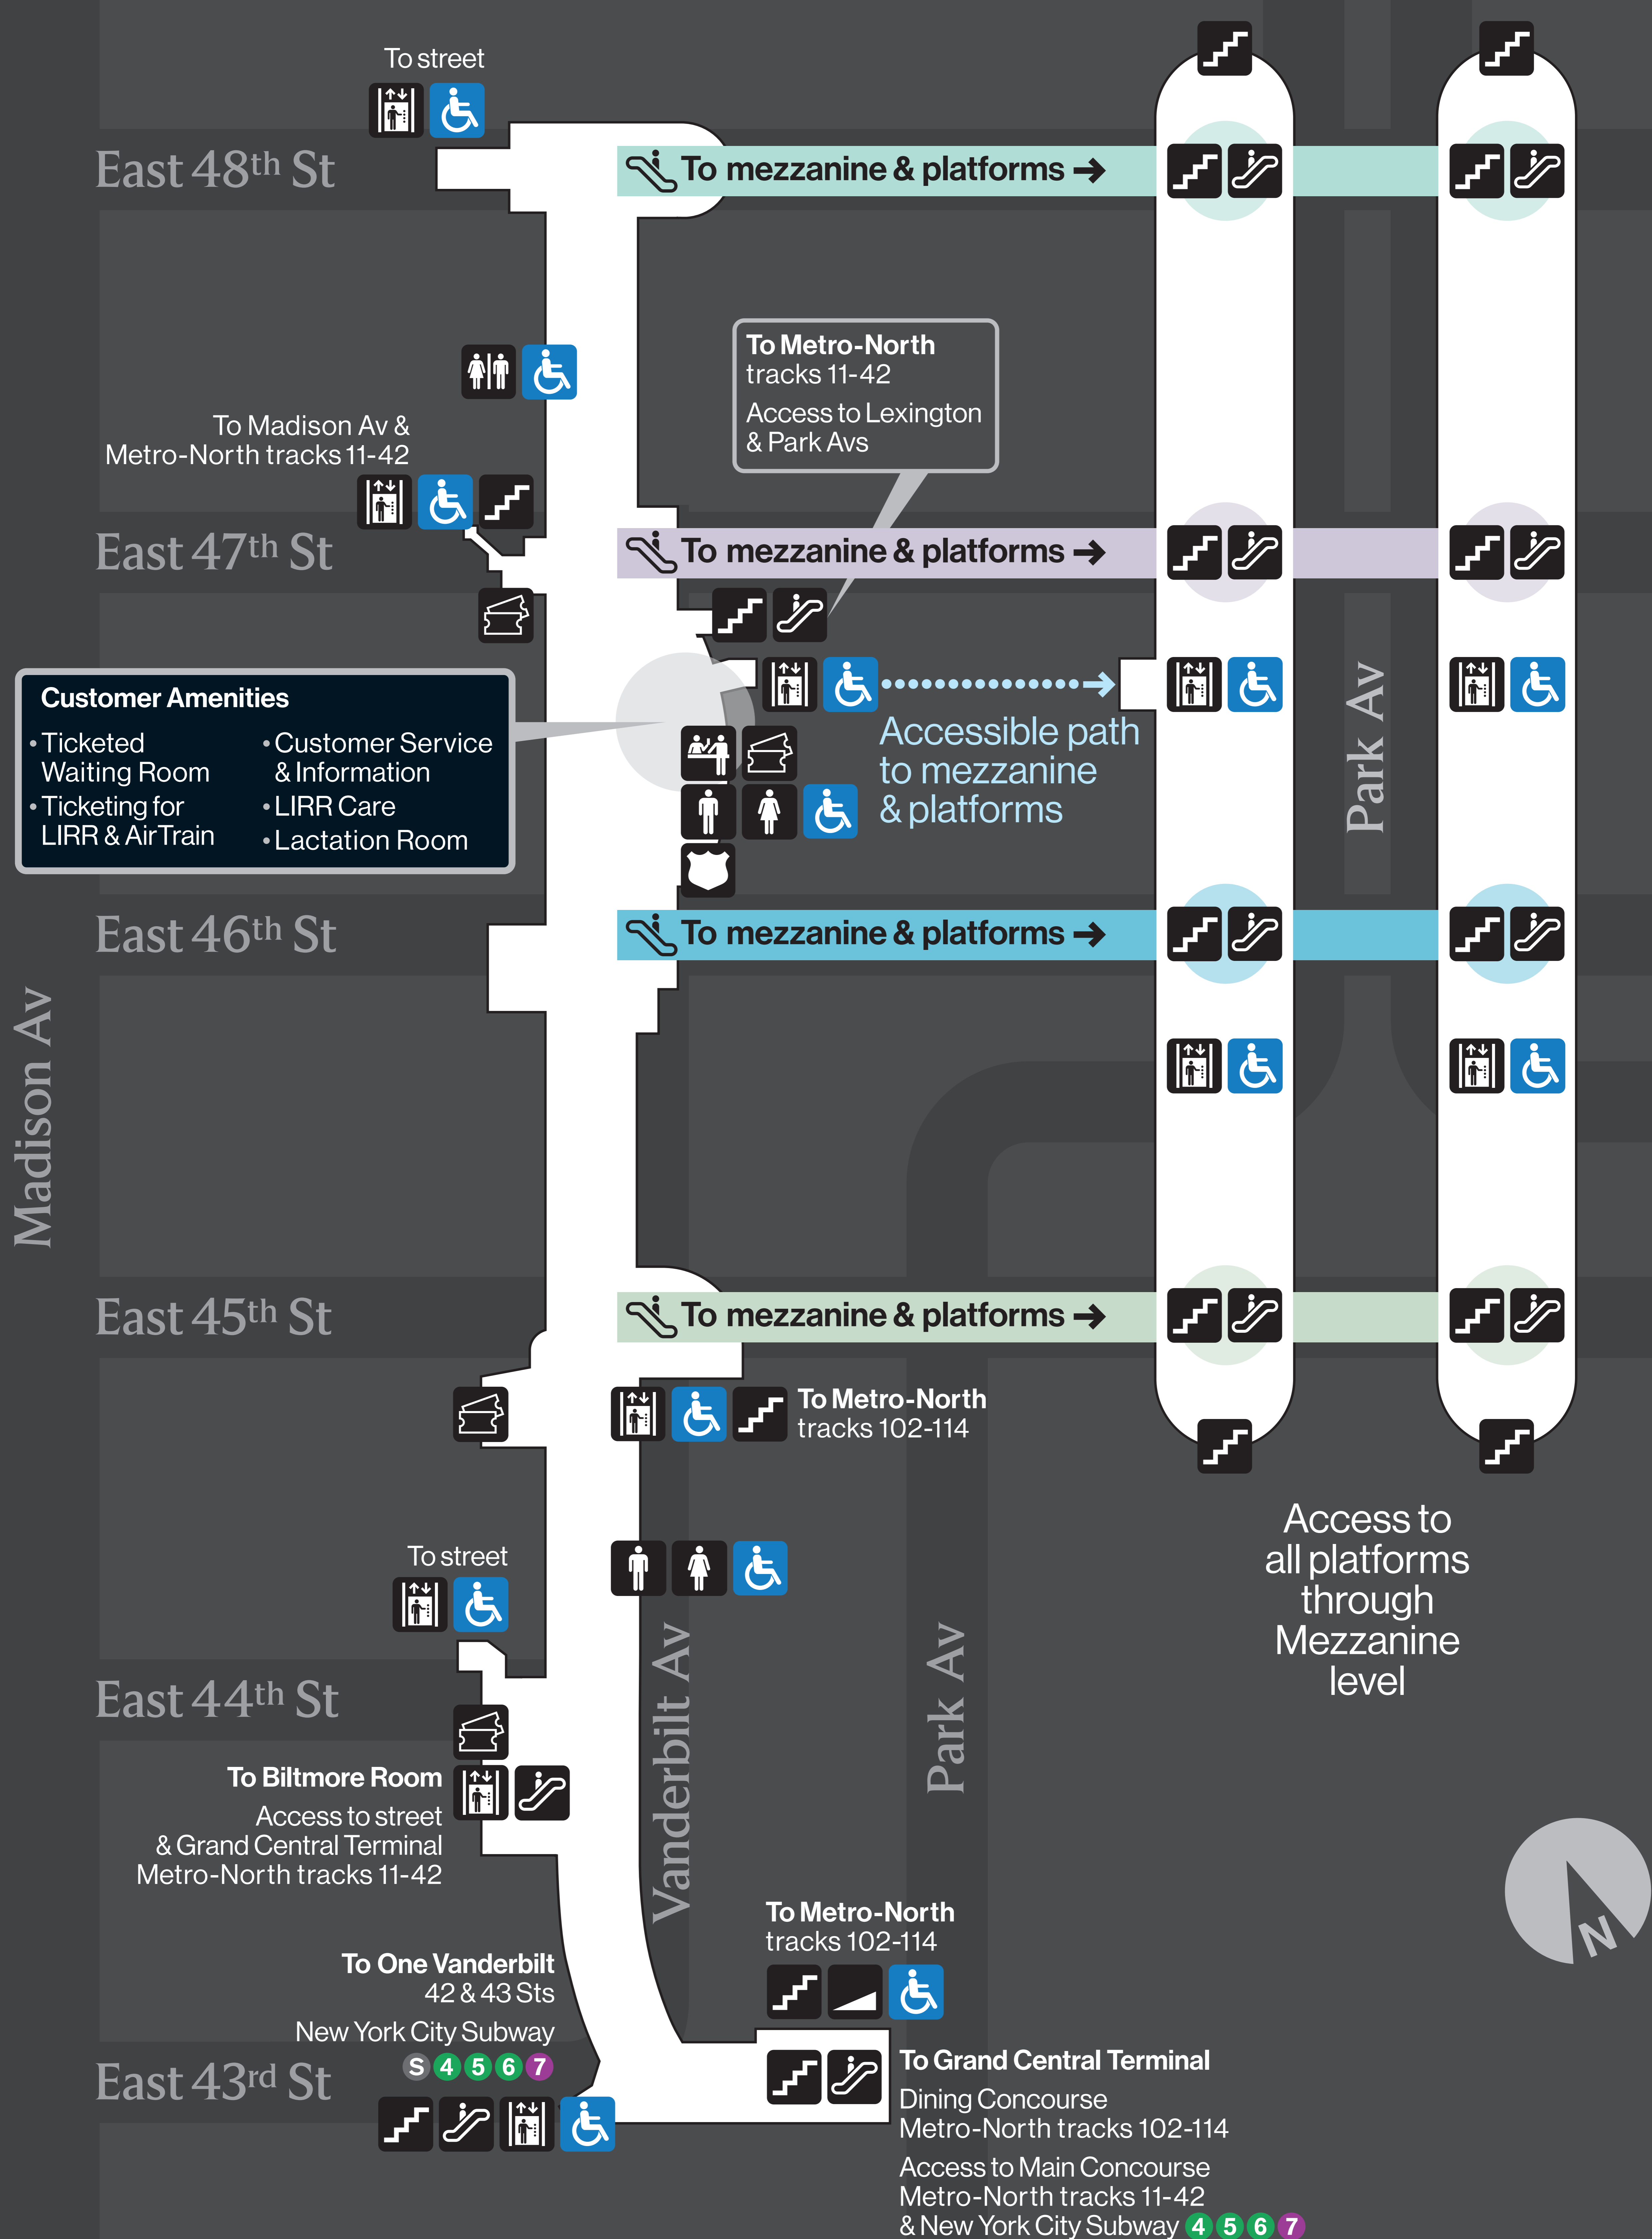 To street
East 48th St
To mezzanine & platforms →
To Metro-North
tracks 11-42
Access to Lexington
& Park Avs
To Madison Av &
Metro-North tracks 11-42
East 47th St
To mezzanine & platforms →
Customer Amenities
• Ticketed
Waiting Room
• Ticketing for
LIRR & AirTrain
• Customer Service
& Information
• LIRR Care
• Lactation Room
Accessible path
to mezzanine
& platforms
Park Av
East 46th St
To mezzanine & platforms →
Madison Av
East 45th St
To mezzanine & platforms →
To Metro-North
tracks 102-114
Access to
all platforms
through
Mezzanine
level
To street
East 44th St
Vanderbilt Av
Park Av
To Biltmore Room
Access to street
& Grand Central Terminal
Metro-North tracks 11-42
N
To Metro-North
tracks 102-114
To One Vanderbilt
42 & 43 Sts
New York City Subway
S 4 5 6 7
East 43rd St
To Grand Central Terminal
Dining Concourse
Metro-North tracks 102-114
Access to Main Concourse
Metro-North tracks 11-42
& New York City Subway 4 5 6 7